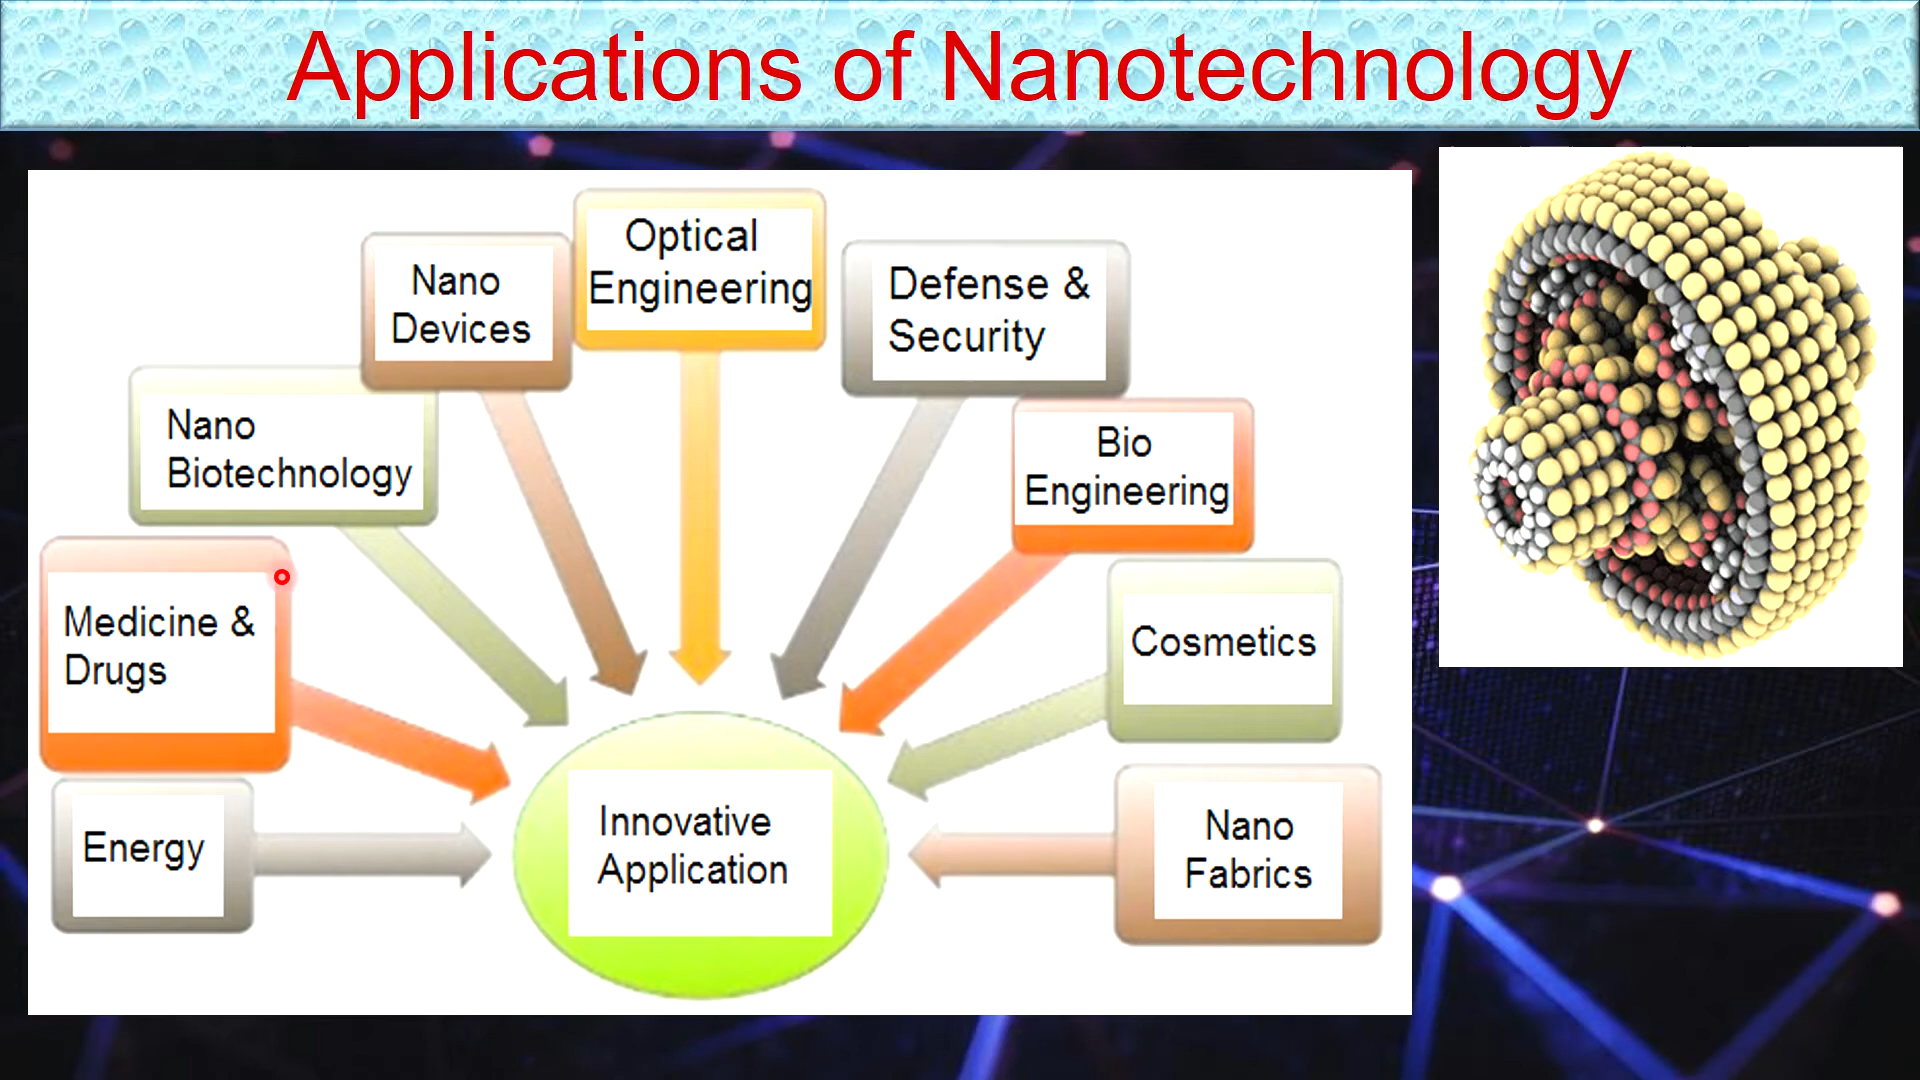 Applications of Nanotechnology
Optical
Engineering
Nano
Devices
Defense &
Security
Nano
Biotechnology
Bio
Engineering
Medicine &
Drugs
Cosmetics
Energy
Innovative
Application
Nano
Fabrics